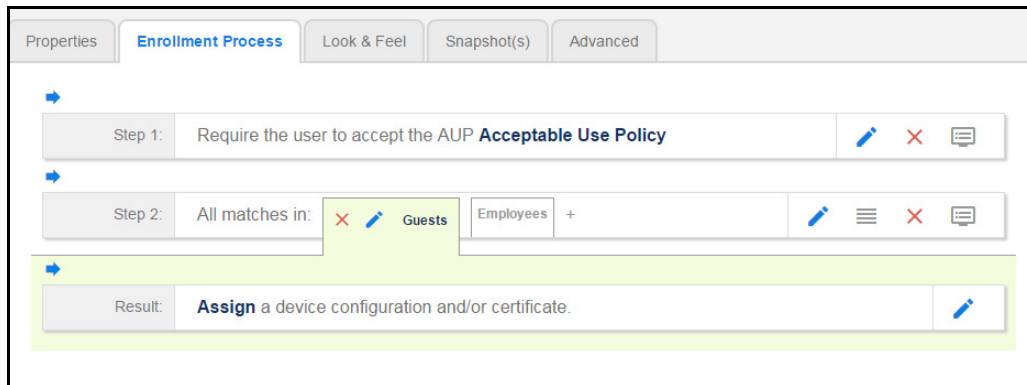 Properties Enrollment Process Look & Feel Snapshot(s) Advanced
Step 1: Require the user to accept the AUP Acceptable Use Policy
Step 2: All matches in: Guests Employees +
Result: Assign a device configuration and/or certificate.